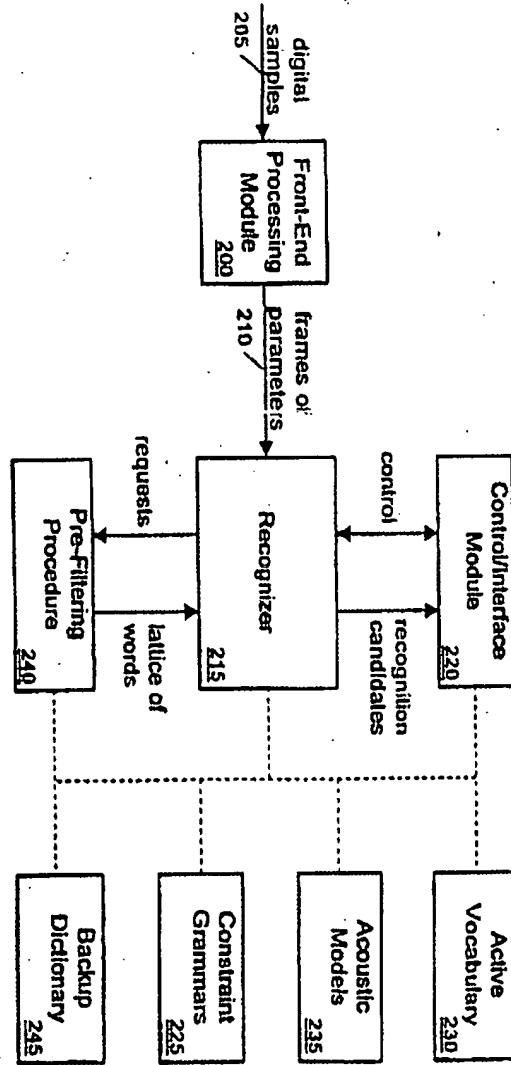 digital
samples
205
Front-End
Processing
Module
200
frames of
parameters
210
Control/Interface
Module
220
control
recognition
candidates
Recognizer
215
requests
lattice of
words
Pre-Filtering
Procedure
240
Active
Vocabulary
230
Acoustic
Models
235
Constraint
Grammars
225
Backup
Dictionary
245